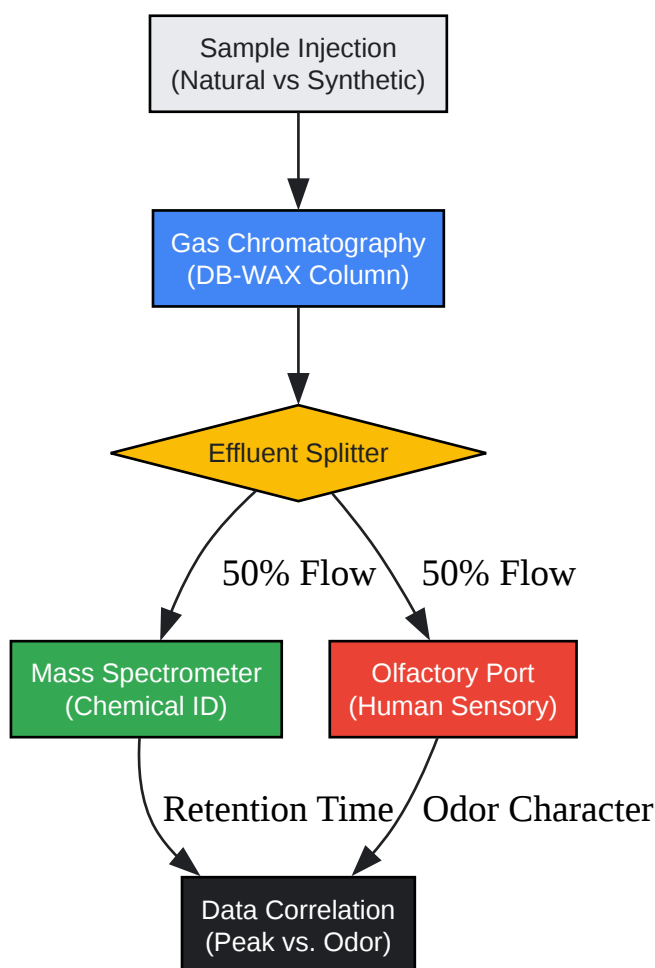 Sample Injection
(Natural vs Synthetic)
Gas Chromatography
(DB-WAX Column)
Effluent Splitter
50% Flow
50% Flow
Mass Spectrometer
(Chemical ID)
Olfactory Port
(Human Sensory)
Retention Time
Odor Character
Data Correlation
(Peak vs. Odor)